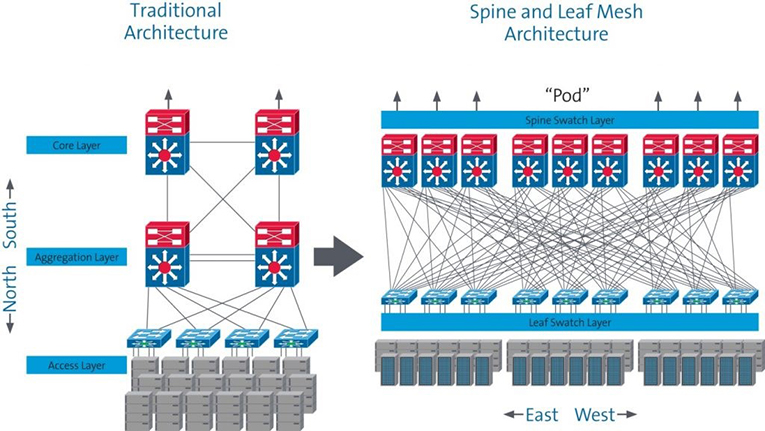 Traditional
Architecture
Spine and Leaf Mesh
Architecture
"Pod"
Spine Swatch Layer
Core Layer
North South
Aggregation Layer
Leaf Swatch Layer
Access Layer
East West